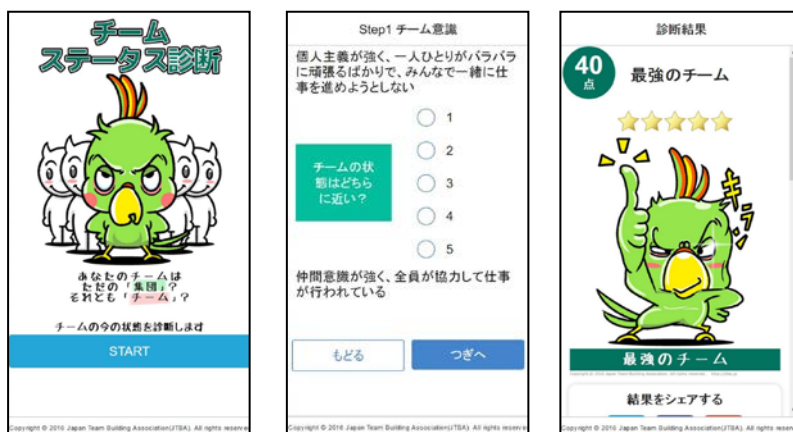 チーム
ステータス診断
あなたのチームは
ただの「集団」?
それとも「チーム」?
チームの今の状態を診断します
START
Copyright © 2016 Japan Team Building Association(JTBA). All rights reserve
Step1 チーム意識
個人主義が強く、一人ひとりがバラバラ
に頑張るばかりで、みんなで一緒に仕
事を進めようとしない
1
2
チームの状
態はどちら
に近い?
3
4
5
仲間意識が強く、全員が協力して仕事
が行われている
もどる
つぎへ
Copyright © 2016 Japan Team Building Association(JTBA). All rights reserve
診断結果
40
点
最強のチーム
キラン
最強のチーム
結果をシェアする
Copyright © 2016 Japan Team Building Association(JTBA). All rights reserv